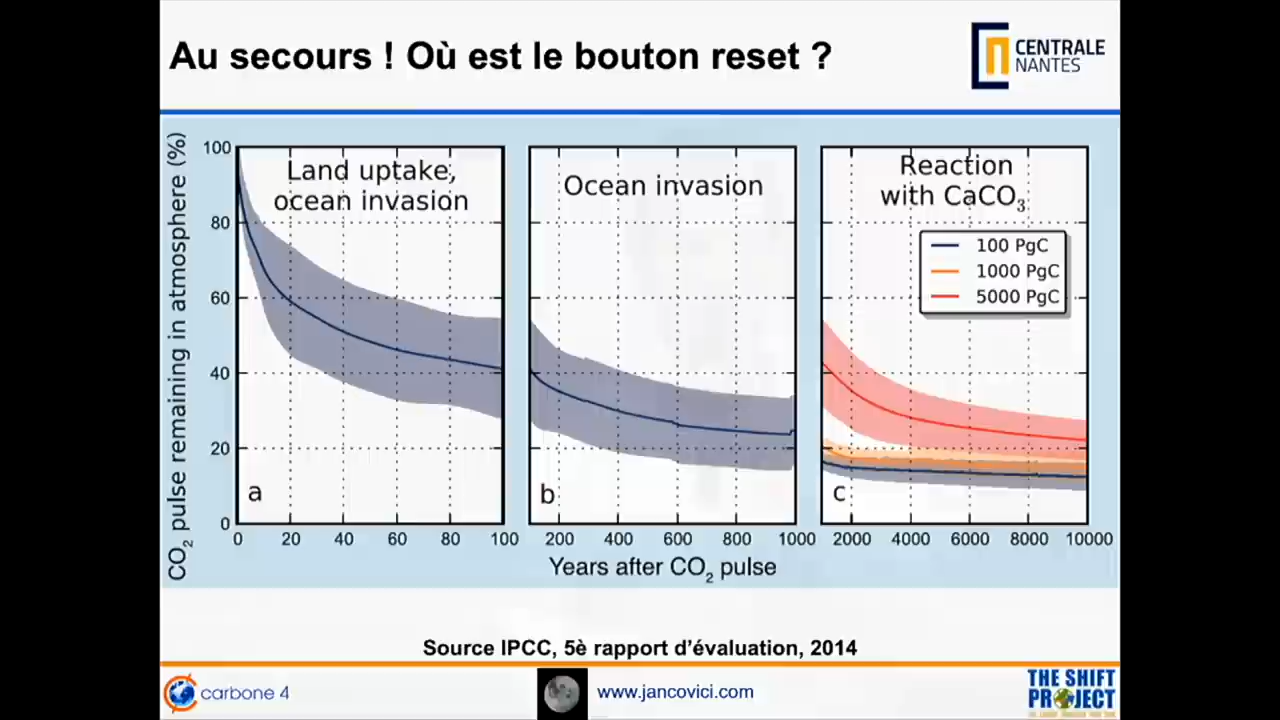 Au secours ! Où est le bouton reset ?
CENTRALE
NANTES
CO2 pulse remaining in atmosphere (%)
100
80
60
40
20
0
Land uptake,
ocean invasion
a
0 20 40 60 80 100
Ocean invasion
b
200 400 600 800 1000
Reaction
with CaCO3
100 PgC
1000 PgC
5000 PgC
c
2000 4000 6000 8000 10000
Years after CO2 pulse
Source IPCC, 5è rapport d’évaluation, 2014
carbone 4
www.jancovici.com
THE SHIFT
PROJECT